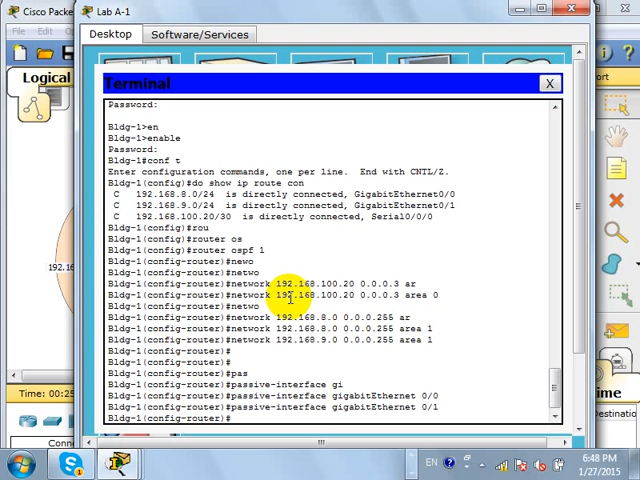 Cisco Packe
Lab A-1
File
Ed
Desktop
Software/Services
Logical
ort
Terminal
X
Password:
Bldg-1>en
Bldg-1>enable
Password:
Bldg-1#conf t
Enter configuration commands, one per line.  End with CNTL/Z.
Bldg-1(config)#do show ip route con
C   192.168.8.0/24  is directly connected, GigabitEthernet0/0
C   192.168.9.0/24  is directly connected, GigabitEthernet0/1
C   192.168.100.20/30  is directly connected, Serial0/0/0
Bldg-1(config)#rou
Bldg-1(config)#router os
Bldg-1(config)#router ospf 1
Bldg-1(config-router)#newo
Bldg-1(config-router)#netwo
Bldg-1(config-router)#network 192.168.100.20 0.0.0.3 ar
Bldg-1(config-router)#network 192.168.100.20 0.0.0.3 area 0
Bldg-1(config-router)#netwo
Bldg-1(config-router)#network 192.168.8.0 0.0.0.255 ar
Bldg-1(config-router)#network 192.168.8.0 0.0.0.255 area 1
Bldg-1(config-router)#network 192.168.9.0 0.0.0.255 area 1
Bldg-1(config-router)#
Bldg-1(config-router)#
Bldg-1(config-router)#pas
Bldg-1(config-router)#passive-interface gi
Bldg-1(config-router)#passive-interface gigabitEthernet 0/0
Bldg-1(config-router)#passive-interface gigabitEthernet 0/1
Bldg-1(config-router)#
192.16
Time: 00:25
Conne
Destinatio
EN
6:48 PM
1/27/2015